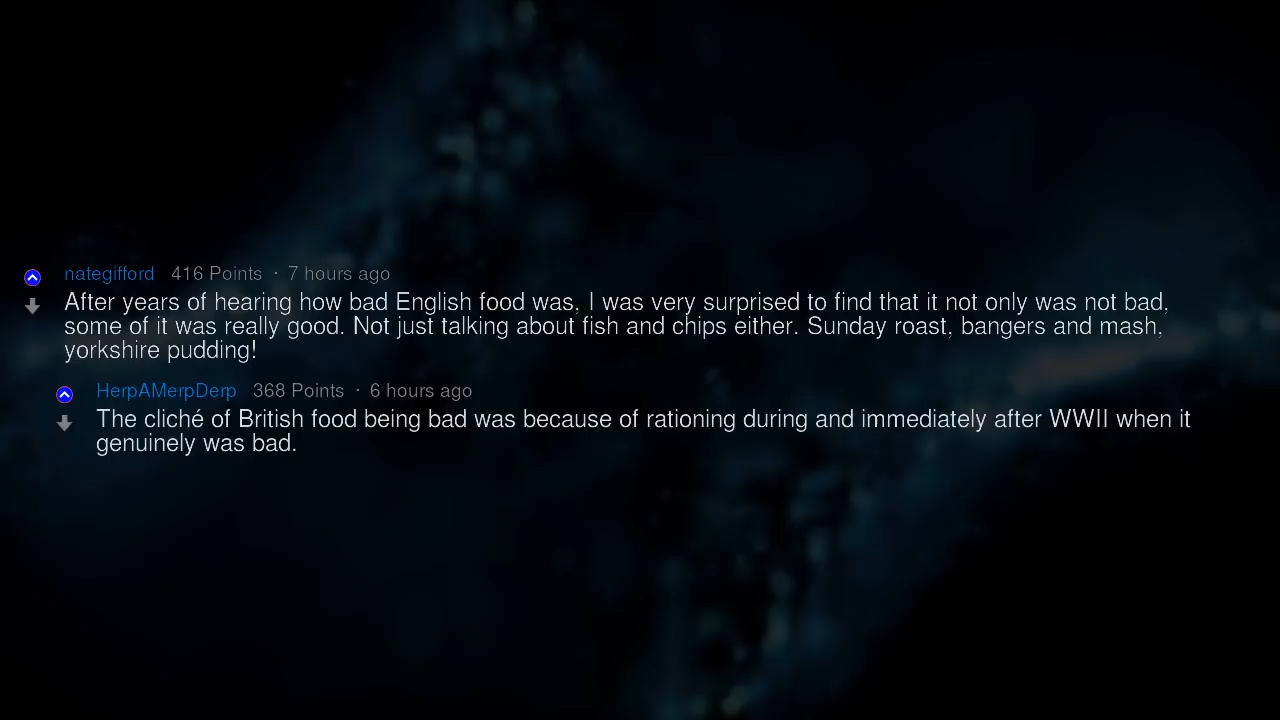 nategifford 416 Points · 7 hours ago
After years of hearing how bad English food was, I was very surprised to find that it not only was not bad,
some of it was really good. Not just talking about fish and chips either. Sunday roast, bangers and mash,
yorkshire pudding!
HerpAMerpDerp 368 Points · 6 hours ago
The cliché of British food being bad was because of rationing during and immediately after WWII when it
genuinely was bad.